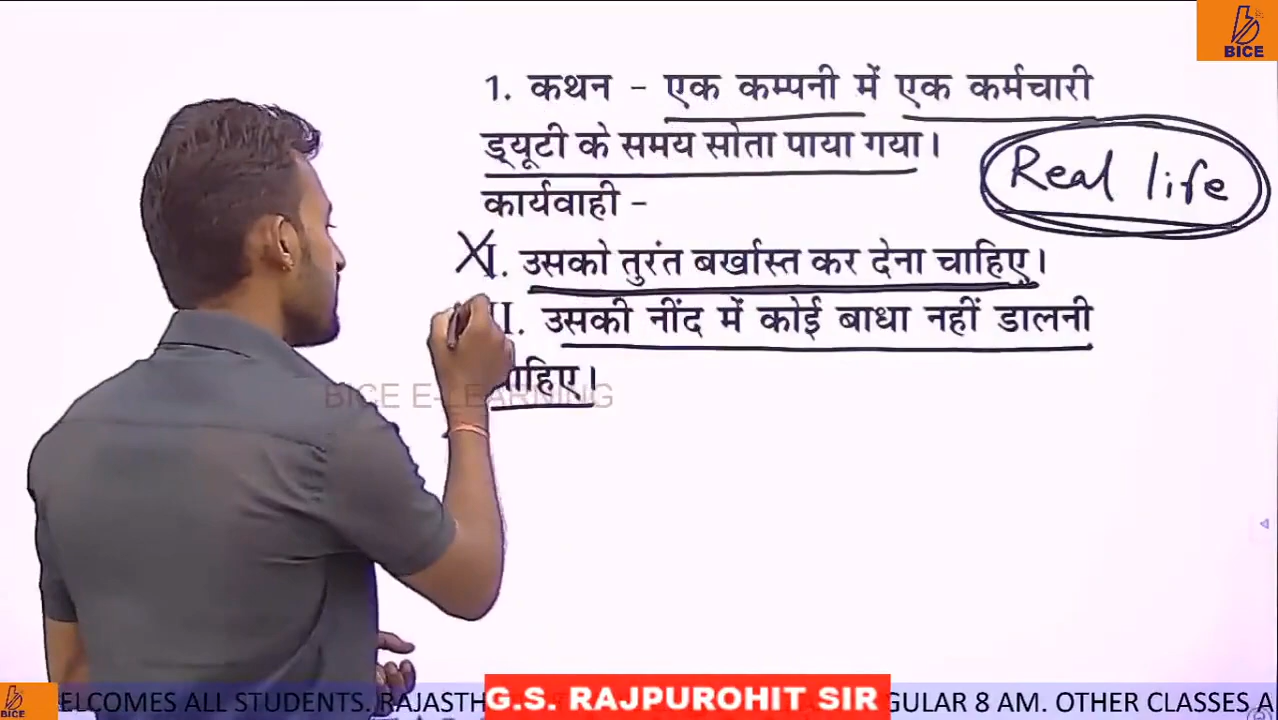 BICE
1. कथन - एक कम्पनी में एक कर्मचारी
ड्यूटी के समय सोता पाया गया।
Real life
कार्यवाही -
I. उसको तुरंत बर्खास्त कर देना चाहिए।
II. उसकी नींद में कोई बाधा नहीं डालनी
चाहिए।
BICE E-LEARNING
BICE
ELCOMES ALL STUDENTS. RAJASTH
G.S. RAJPUROHIT SIR
GULAR 8 AM. OTHER CLASSES A